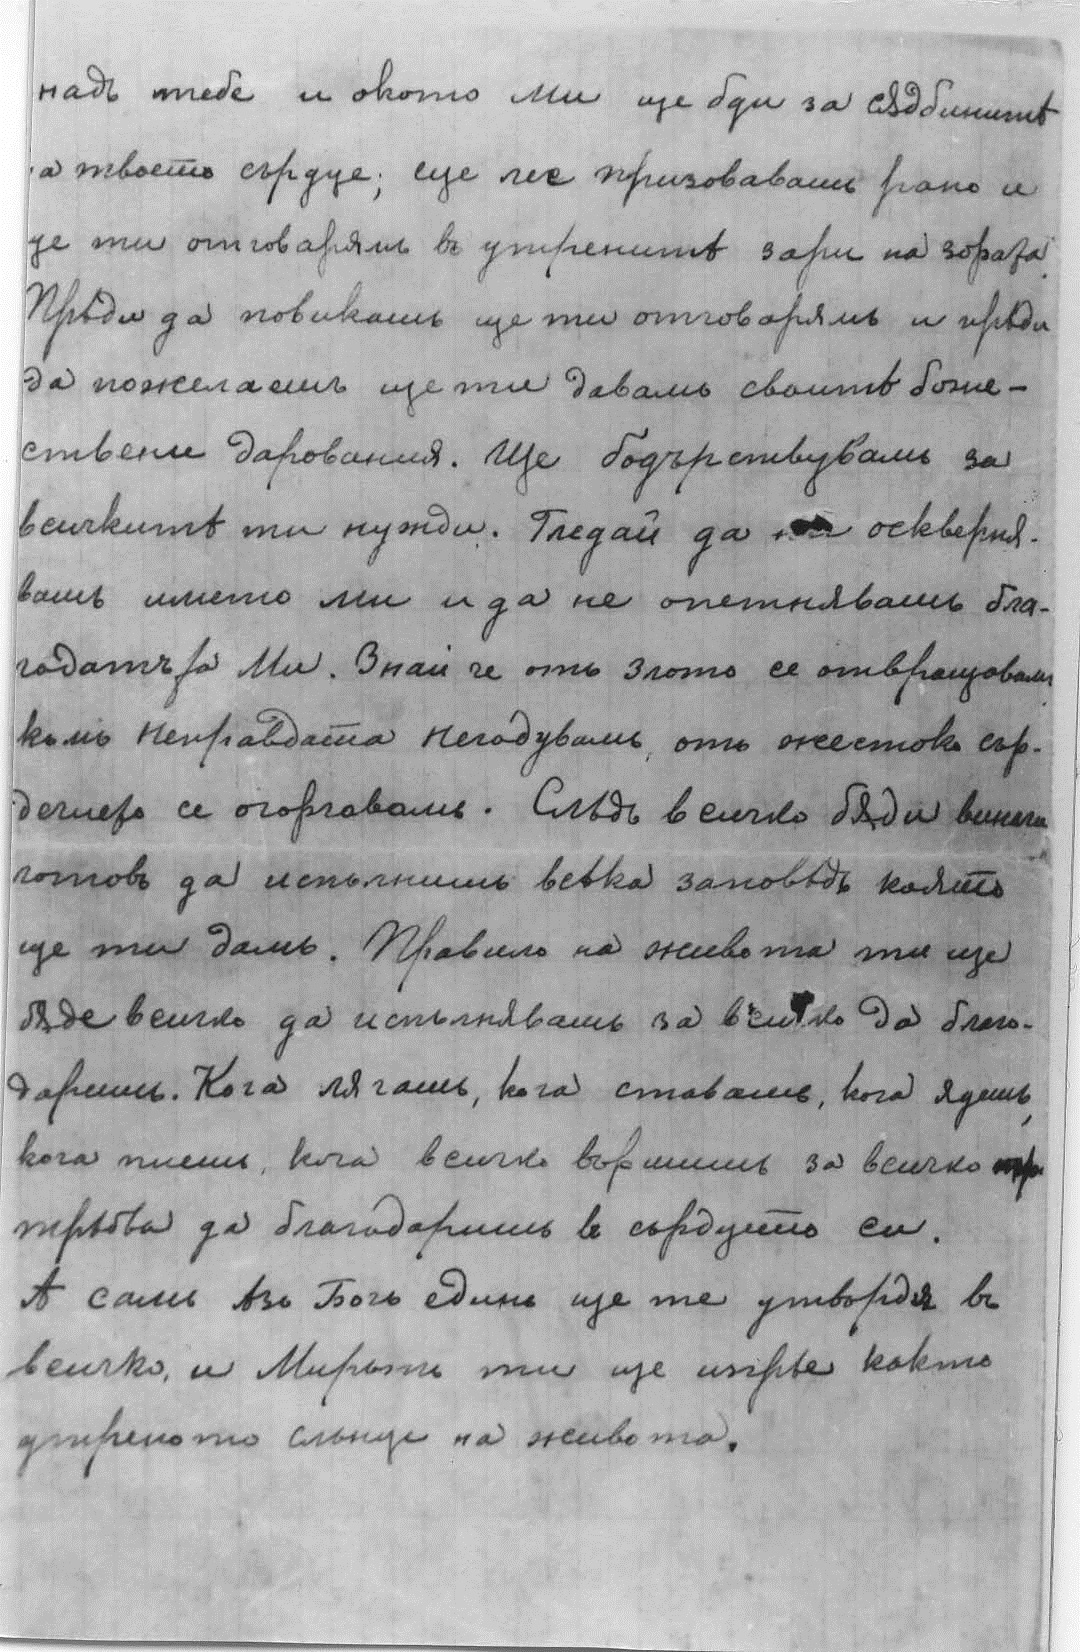 надъ тебе и окото Ми ще бди за сѫдбинитѣ
на твоето сърдце; ще ме призовавашъ рано и
ще ти отговарямъ въ утренитѣ зари на зората.
Прѣди да повикашъ ще ти отговарямъ и прѣди
да пожелаешъ ще ти давамъ своитѣ боже-
ствени дарования. Ще бодърствувамъ за
всичкитѣ ти нужди. Гледай да не оскверня-
вашъ името Ми и да не опетнявашъ бла-
годатьта Ми. Знай че отъ злото се отвращавамъ
къмъ неправдата негодувамъ, отъ жестоко сър-
дечието се огорчавамъ. Слѣдъ всичко бѫди винаги
готовъ да испълнишъ всѣка заповѣдь която
ще ти дамъ. Правило на живота ти ще
бѫде всичко да испълнявашъ за всичко да благо-
даришъ. Кога лягашъ, кога ставашъ, кога ядешъ,
кога пиешъ, кога всичко вършишъ за всичко
трѣбва да благодаришъ въ сърдцето си.
А самъ Азъ Богъ единъ ще те утвърдя въ
всичко, и Мирътъ ти ще изгрѣе както
утреното слънце на живота.